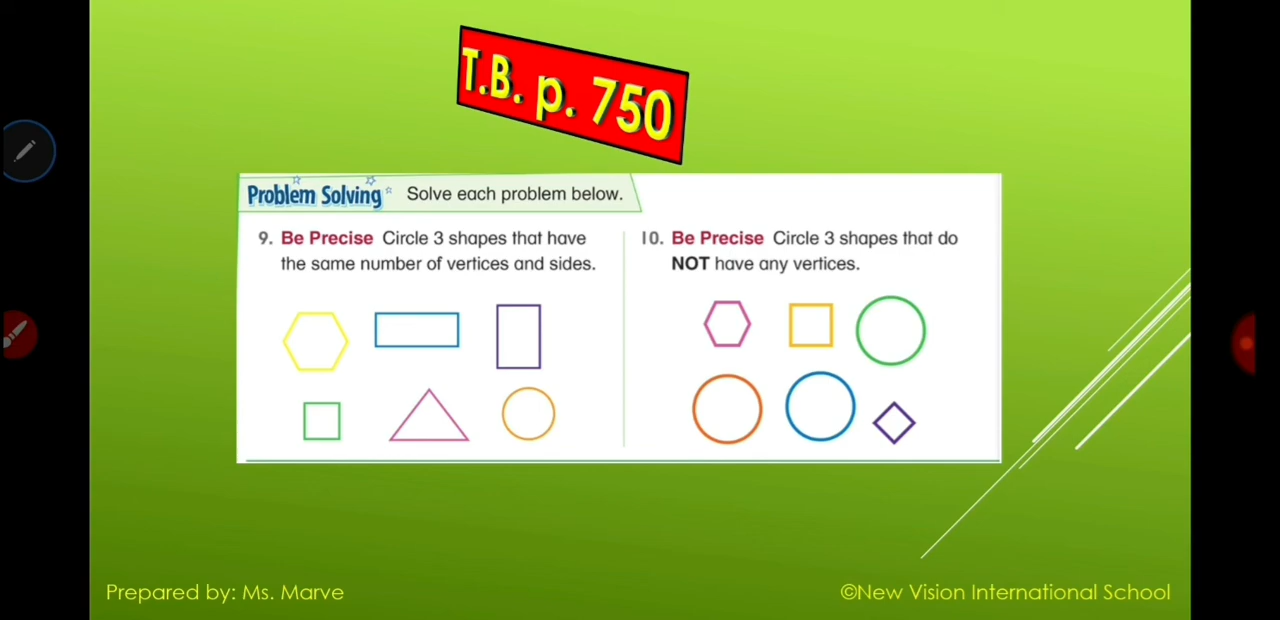 T.B. p. 750
Problem Solving Solve each problem below.
9. Be Precise Circle 3 shapes that have
the same number of vertices and sides.
10. Be Precise Circle 3 shapes that do
NOT have any vertices.
Prepared by: Ms. Marve
©New Vision International School